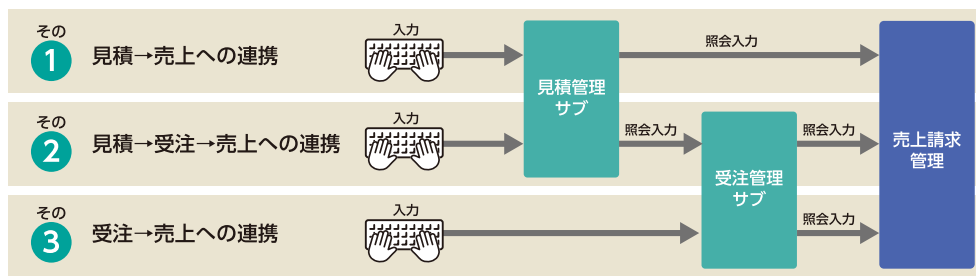 その
1
見積→売上への連携
入力
照会入力
見積管理
サブ
その
2
見積→受注→売上への連携
入力
照会入力
照会入力
受注管理
サブ
売上請求
管理
その
3
受注→売上への連携
入力
照会入力